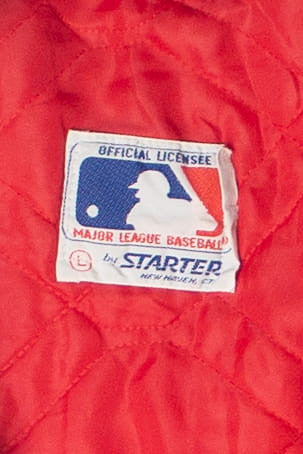 OFFICIAL LICENSEE
MAJOR LEAGUE BASEBALL®
L by STARTER
NEW HAVEN, CT.